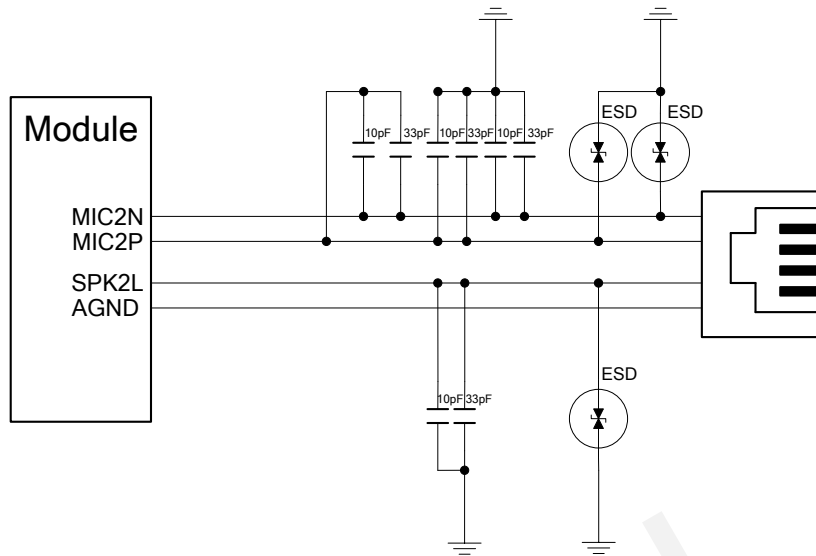 ESD
ESD
10pF
33pF
10pF
33pF
10pF
33pF
Module
MIC2N
MIC2P
SPK2L
AGND
ESD
10pF
33pF